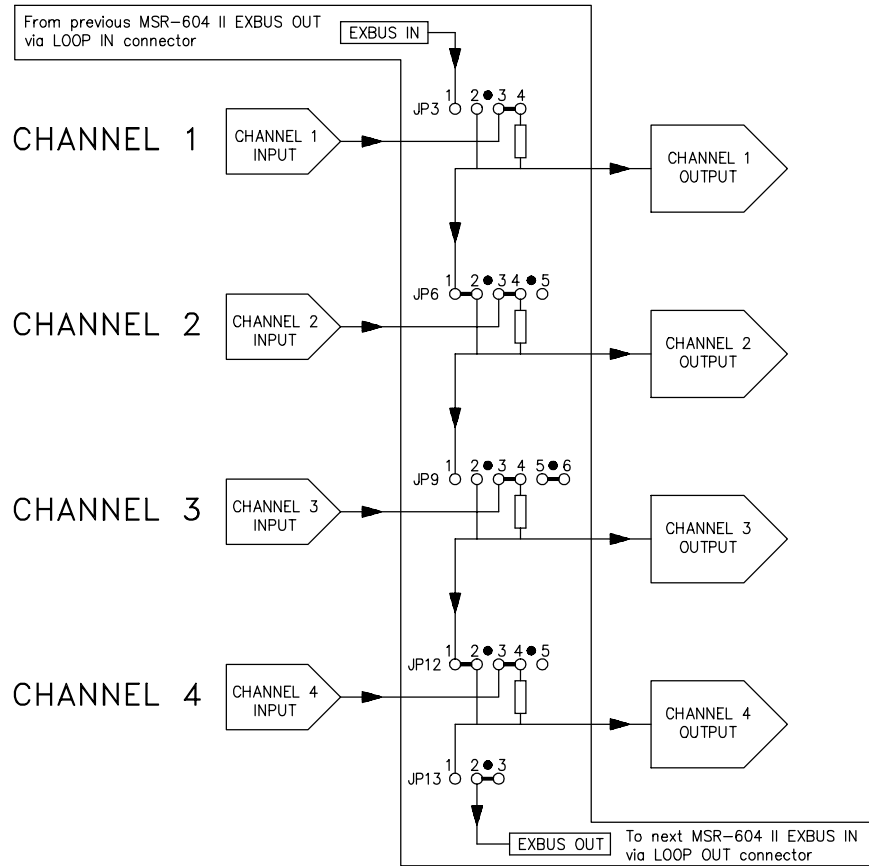 From previous MSR-604 II EXBUS OUT
via LOOP IN connector
EXBUS IN
1 2 3 4
JP3
CHANNEL 1
CHANNEL 1
INPUT
CHANNEL 1
OUTPUT
1 2 3 4 5
JP6
CHANNEL 2
CHANNEL 2
INPUT
CHANNEL 2
OUTPUT
1 2 3 4 5 6
JP9
CHANNEL 3
CHANNEL 3
INPUT
CHANNEL 3
OUTPUT
1 2 3 4 5
JP12
CHANNEL 4
CHANNEL 4
INPUT
CHANNEL 4
OUTPUT
1 2 3
JP13
EXBUS OUT
To next MSR-604 II EXBUS IN
via LOOP OUT connector